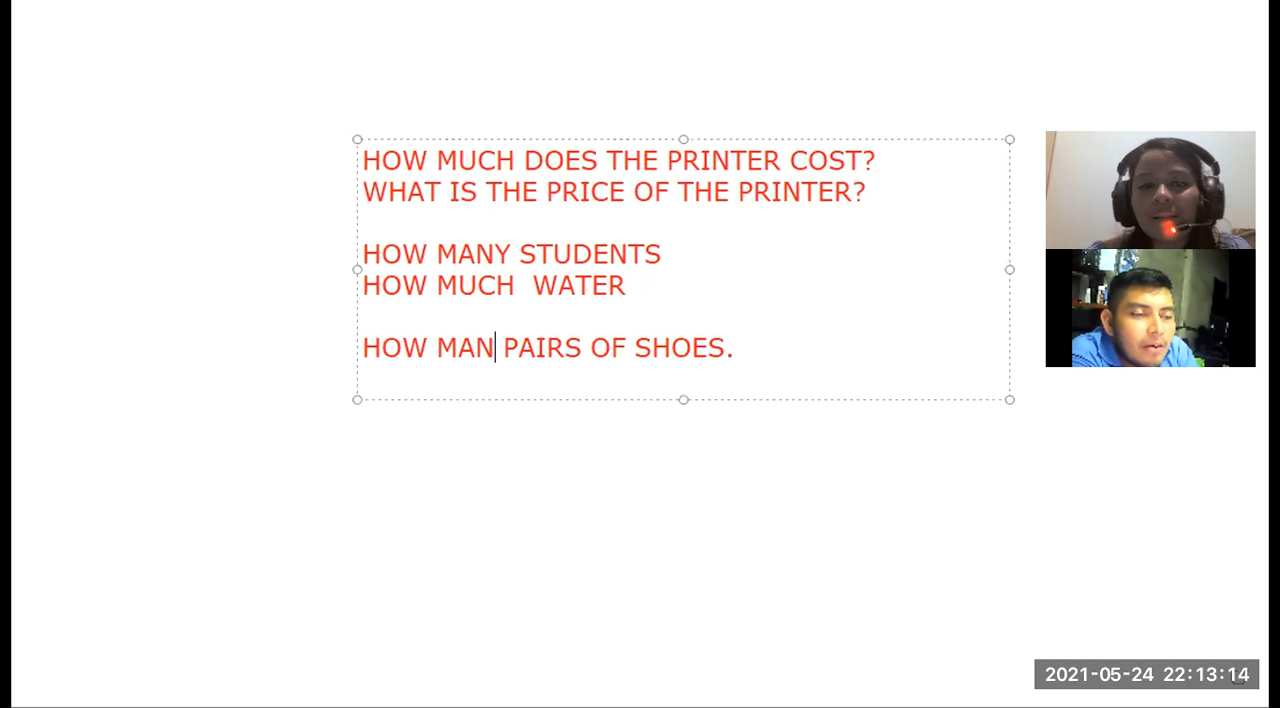 HOW MUCH DOES THE PRINTER COST?
WHAT IS THE PRICE OF THE PRINTER?
HOW MANY STUDENTS
HOW MUCH  WATER
HOW MAN PAIRS OF SHOES.
2021-05-24 22:13:14